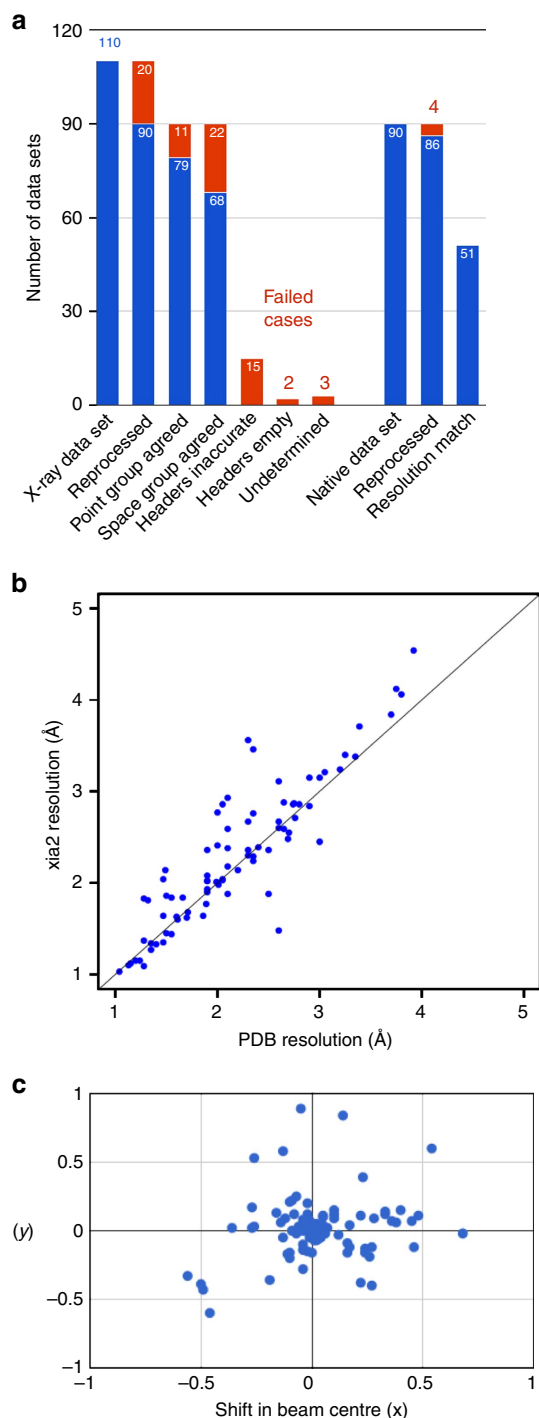 a
120
90
60
30
0
Number of data sets
110
20
90
11
79
22
68
Failed
cases
15
2
3
90
4
86
51
X-ray data set
Reprocessed
Point group agreed
Space group agreed
Headers inaccurate
Headers empty
Undetermined
Native data set
Reprocessed
Resolution match
b
5
4
3
2
1
xia2 resolution (Å)
1 2 3 4 5
PDB resolution (Å)
c
1
0.5
(y) 0
−0.5
−1
−1 −0.5 0 0.5 1
Shift in beam centre (x)